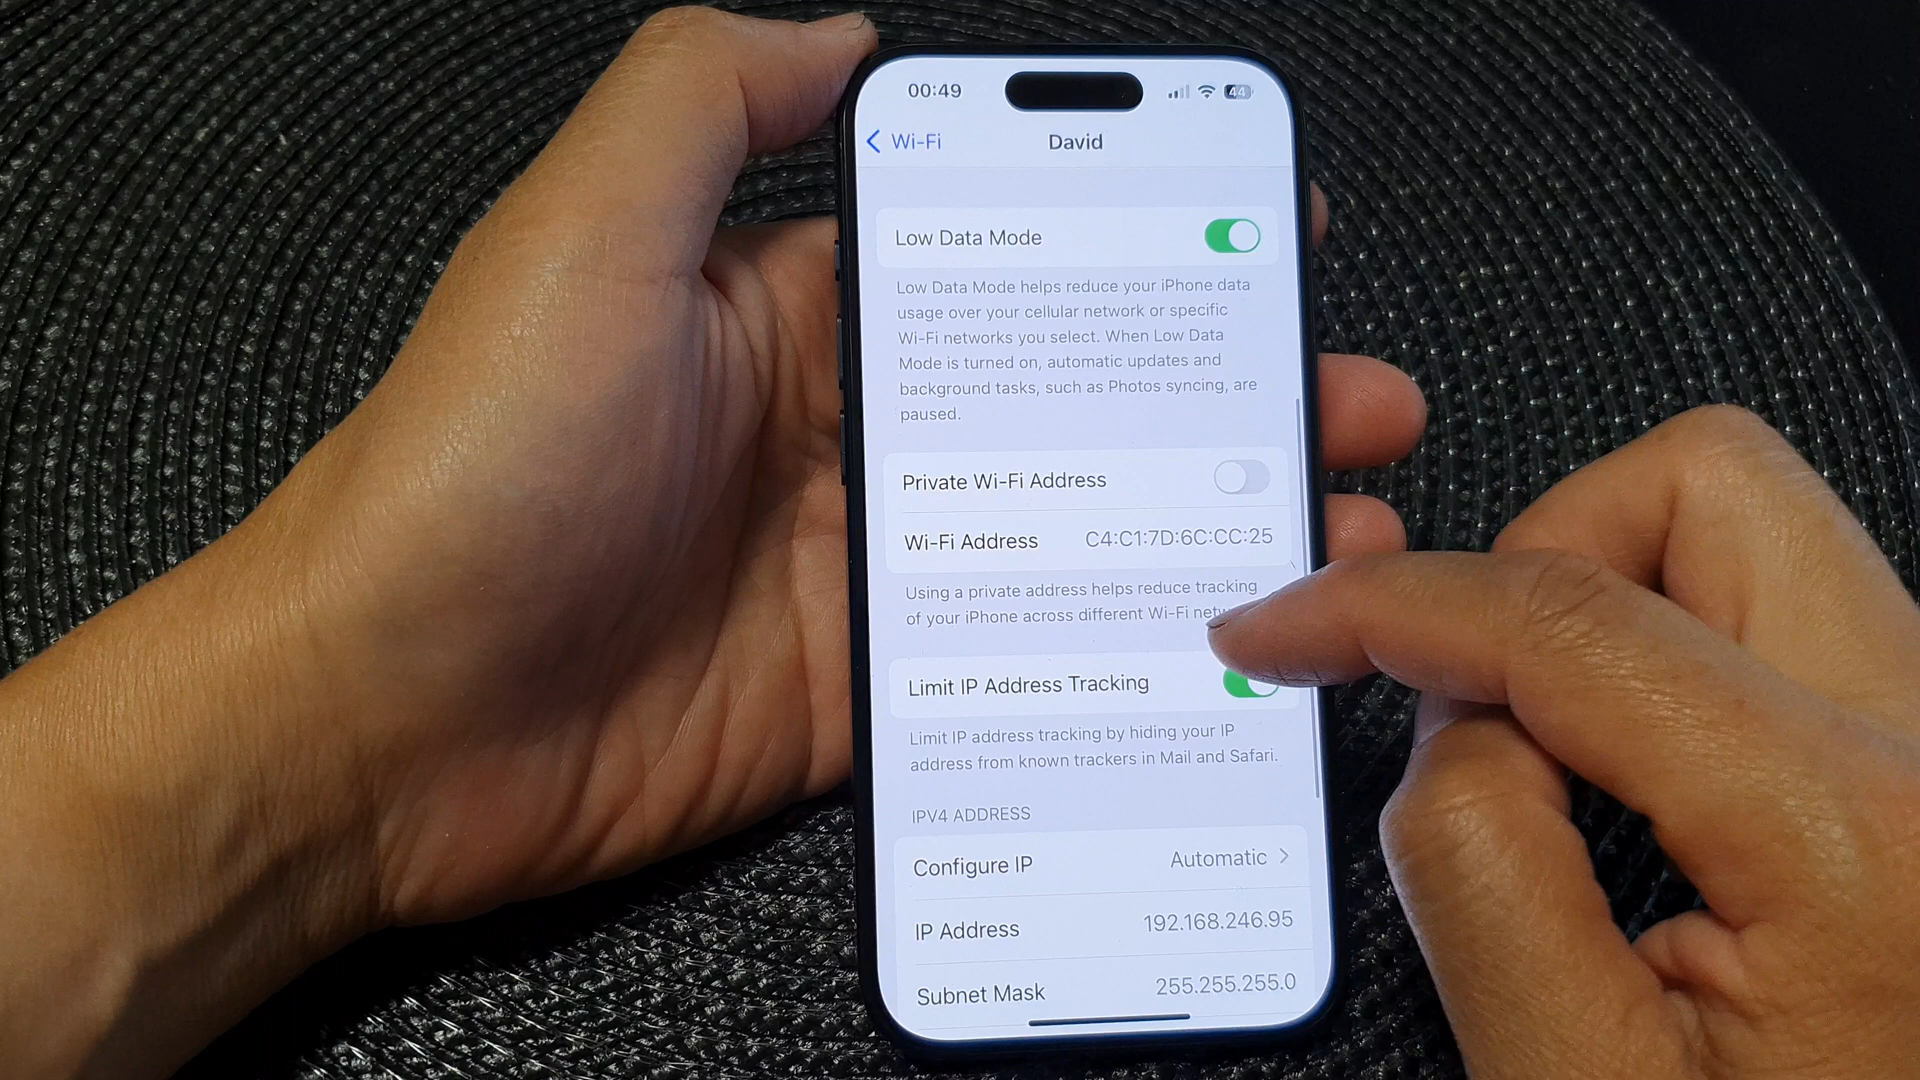 00:49
44
Wi-Fi
David
Low Data Mode
Low Data Mode helps reduce your iPhone data
usage over your cellular network or specific
Wi-Fi networks you select. When Low Data
Mode is turned on, automatic updates and
background tasks, such as Photos syncing, are
paused.
Private Wi-Fi Address
Wi-Fi Address C4:C1:7D:6C:CC:25
Using a private address helps reduce tracking
of your iPhone across different Wi-Fi
Limit IP Address Tracking
Limit IP address tracking by hiding your IP
address from known trackers in Mail and Safari.
IPV4 ADDRESS
Configure IP Automatic
IP Address 192.168.246.95
Subnet Mask 255.255.255.0